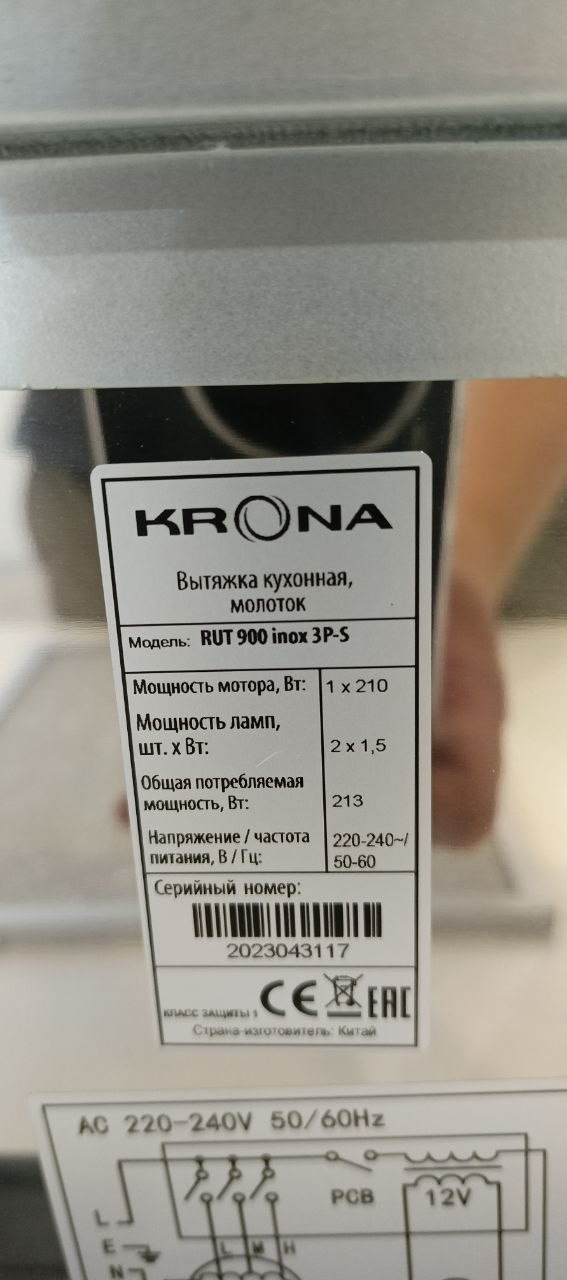 KRONA
Вытяжка кухонная,
молоток
Модель: RUT 900 inox 3P-S
Мощность мотора, Вт: 1 x 210
Мощность ламп,
шт. х Вт: 2 x 1,5
Общая потребляемая
мощность, Вт: 213
Напряжение / частота 220-240~/
питания, В / Гц: 50-60
Серийный номер:
2023043117
КЛАСС ЗАЩИТЫ 1 CE EAC
Страна-изготовитель: Китай
AC 220-240V 50/60Hz
PCB 12V
L
E L M H
N